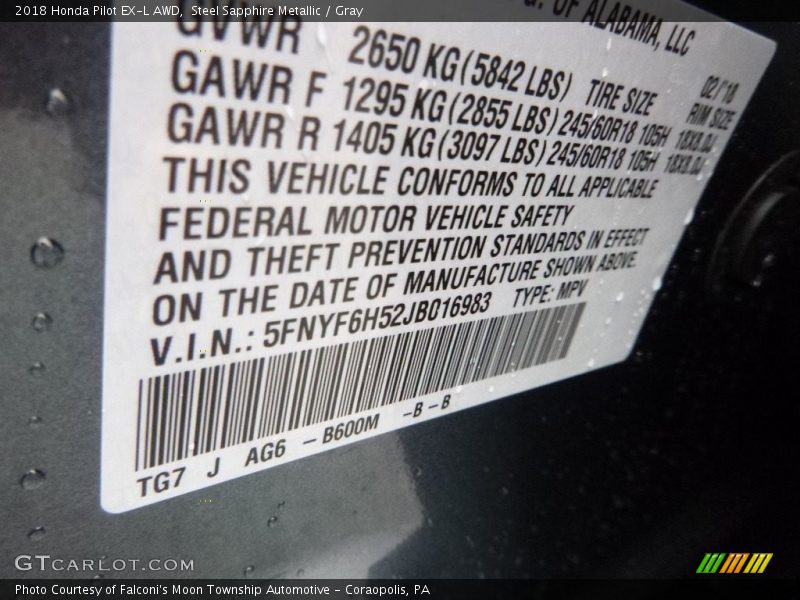 2018 Honda Pilot EX-L AWD, Steel Sapphire Metallic / Gray
OF ALABAMA, LLC
GVWR 2650 KG (5842 LBS) TIRE SIZE 02/'18 RIM SIZE
GAWR F 1295 KG (2855 LBS) 245/60R18 105H 18X8.0J
GAWR R 1405 KG (3097 LBS) 245/60R18 105H 18X8.0J
THIS VEHICLE CONFORMS TO ALL APPLICABLE
FEDERAL MOTOR VEHICLE SAFETY
AND THEFT PREVENTION STANDARDS IN EFFECT
ON THE DATE OF MANUFACTURE SHOWN ABOVE.
V.I.N.: 5FNYF6H52JB016983 TYPE: MPV
TG7 J AG6 - B600M -B-B
GTCARLOT.COM
Photo Courtesy of Falconi's Moon Township Automotive - Coraopolis, PA